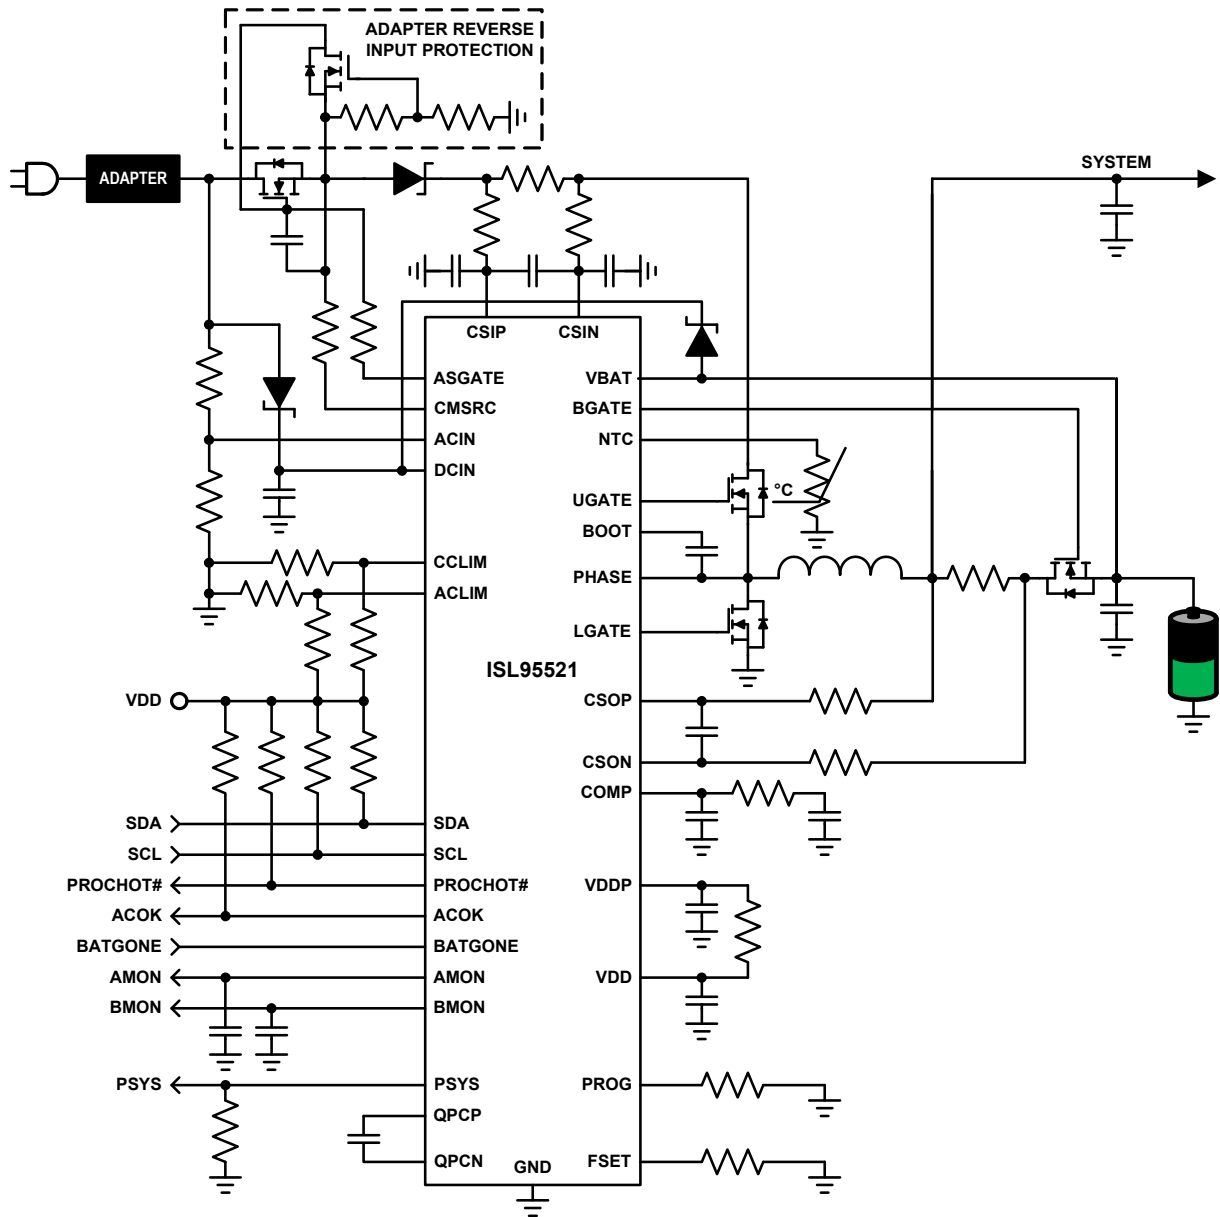 ADAPTER REVERSE
INPUT PROTECTION
ADAPTER
SYSTEM
CSIP
CSIN
ASGATE
CMSRC
ACIN
DCIN
CCLIM
ACLIM
VBAT
BGATE
NTC
UGATE
°C
BOOT
PHASE
LGATE
ISL95521
CSOP
CSON
COMP
VDDP
VDD
PROG
FSET
GND
VDD
SDA
SDA
SCL
SCL
PROCHOT#
PROCHOT#
ACOK
ACOK
BATGONE
BATGONE
AMON
AMON
BMON
BMON
PSYS
PSYS
QPCP
QPCN